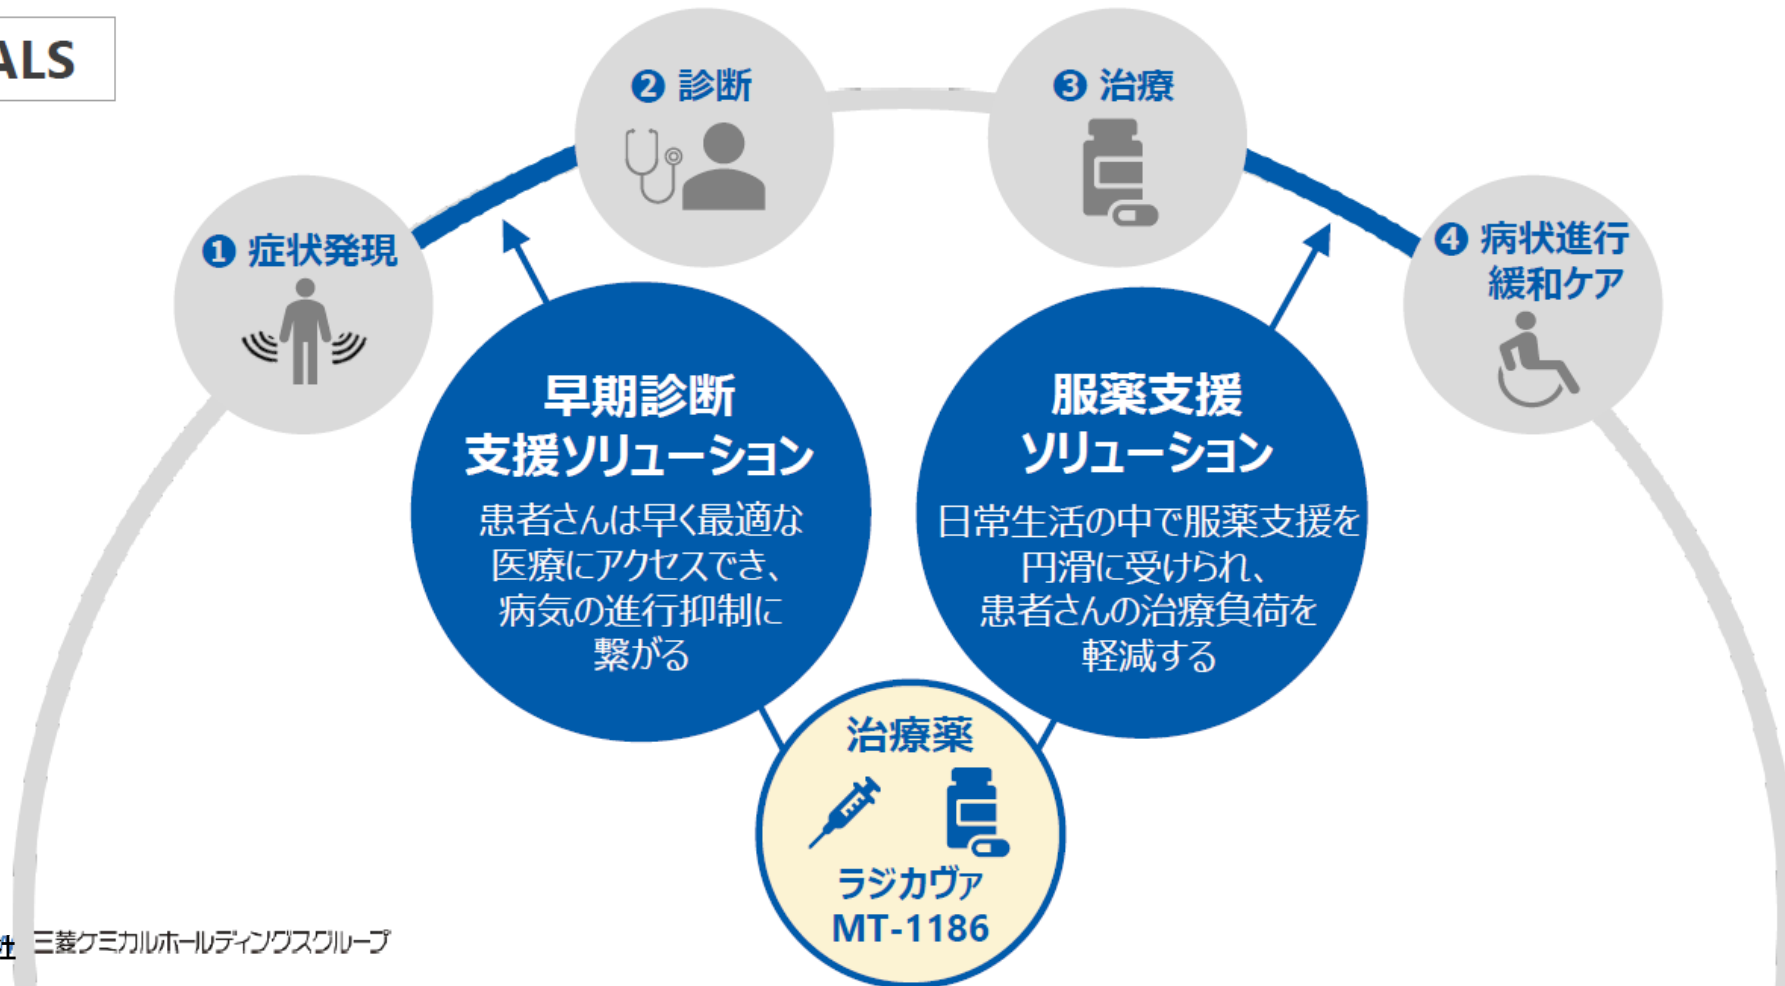 ALS
❷ 診断
❸ 治療
❶ 症状発現
❹ 病状進行
緩和ケア
早期診断
支援ソリューション
患者さんは早く最適な
医療にアクセスでき、
病気の進行抑制に
繋がる
服薬支援
ソリューション
日常生活の中で服薬支援を
円滑に受けられ、
患者さんの治療負荷を
軽減する
治療薬
ラジカヴァ
MT-1186
三菱ケミカルホールディングスグループ